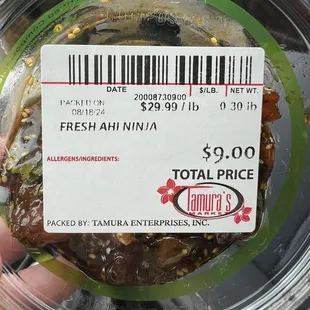 DATE 20008730900 $/LB. NET WT.
PACKED ON $29.99 / lb 0.30 lb
08/18/24
FRESH AHI NINJA
ALLERGENS/INGREDIENTS:
$9.00
TOTAL PRICE
Tamura's
MARKET
PACKED BY: TAMURA ENTERPRISES, INC.